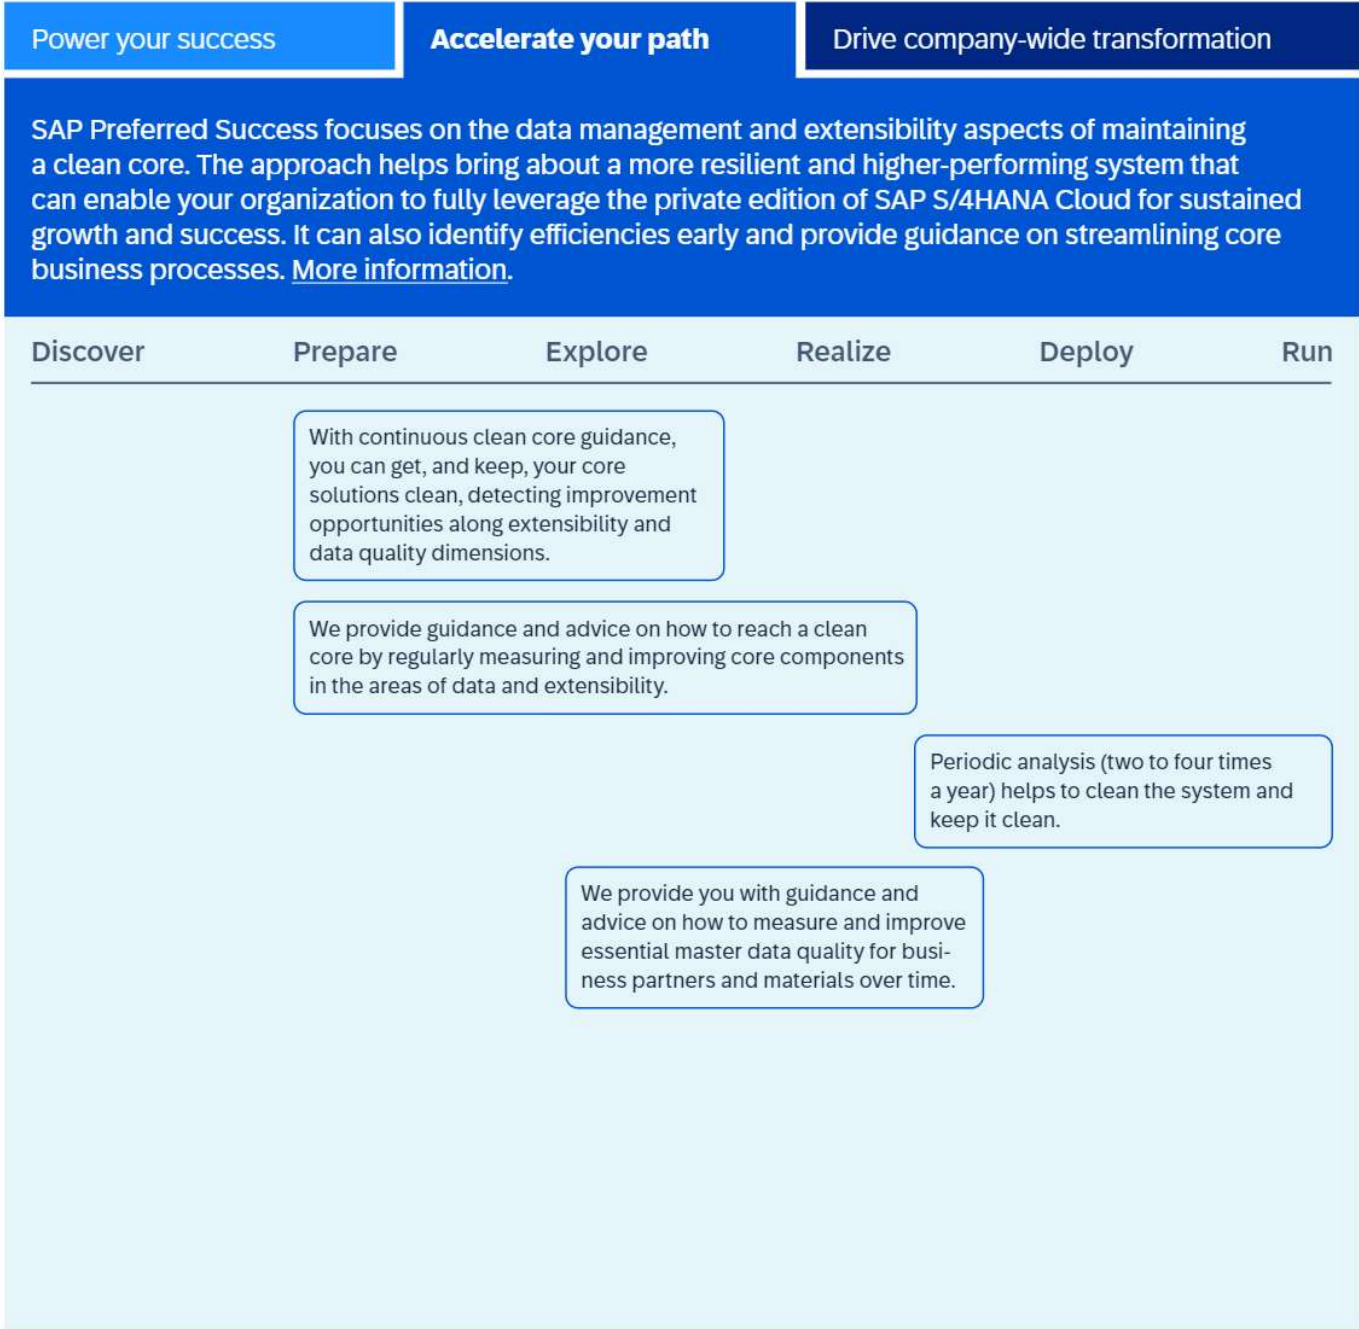 Power your success
Accelerate your path
Drive company-wide transformation
SAP Preferred Success focuses on the data management and extensibility aspects of maintaining
a clean core. The approach helps bring about a more resilient and higher-performing system that
can enable your organization to fully leverage the private edition of SAP S/4HANA Cloud for sustained
growth and success. It can also identify efficiencies early and provide guidance on streamlining core
business processes. More information.
Discover Prepare Explore Realize Deploy Run
With continuous clean core guidance,
you can get, and keep, your core
solutions clean, detecting improvement
opportunities along extensibility and
data quality dimensions.
We provide guidance and advice on how to reach a clean
core by regularly measuring and improving core components
in the areas of data and extensibility.
Periodic analysis (two to four times
a year) helps to clean the system and
keep it clean.
We provide you with guidance and
advice on how to measure and improve
essential master data quality for busi-
ness partners and materials over time.